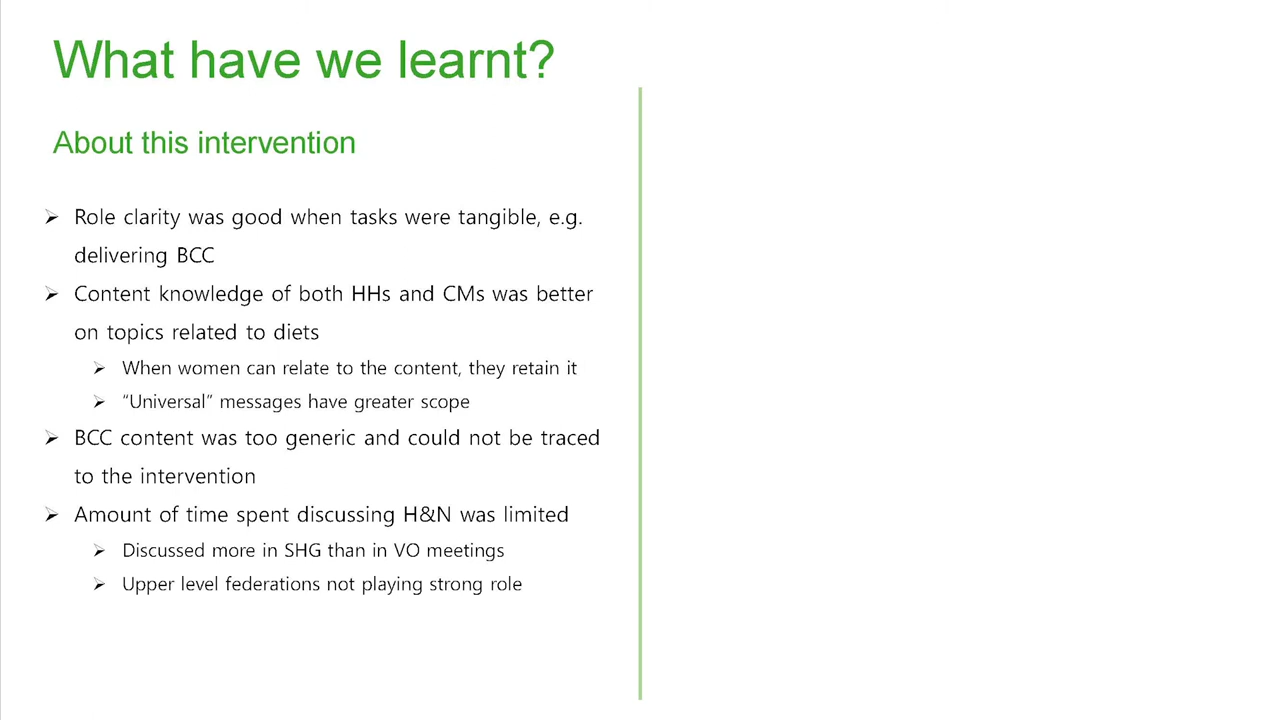 What have we learnt?
About this intervention
➢ Role clarity was good when tasks were tangible, e.g.
delivering BCC
➢ Content knowledge of both HHs and CMs was better
on topics related to diets
➢ When women can relate to the content, they retain it
➢ “Universal” messages have greater scope
➢ BCC content was too generic and could not be traced
to the intervention
➢ Amount of time spent discussing H&N was limited
➢ Discussed more in SHG than in VO meetings
➢ Upper level federations not playing strong role